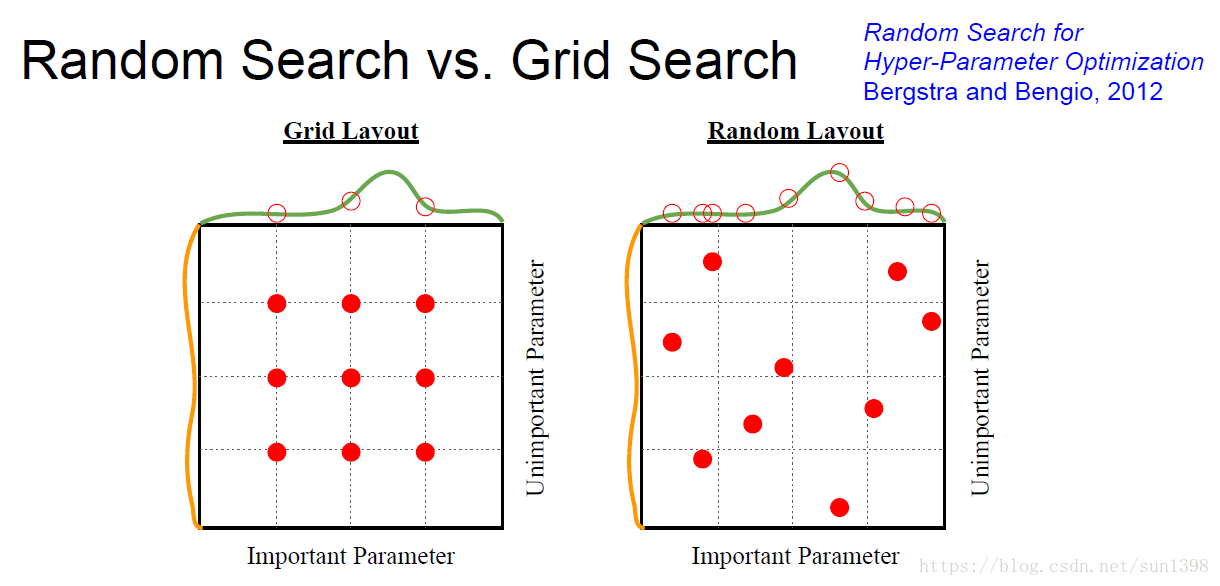 Random Search vs. Grid Search
Random Search for
Hyper-Parameter Optimization
Bergstra and Bengio, 2012
Grid Layout
Random Layout
Unimportant Parameter
Unimportant Parameter
Important Parameter
Important Parameter
https://blog.csdn.net/sun1398